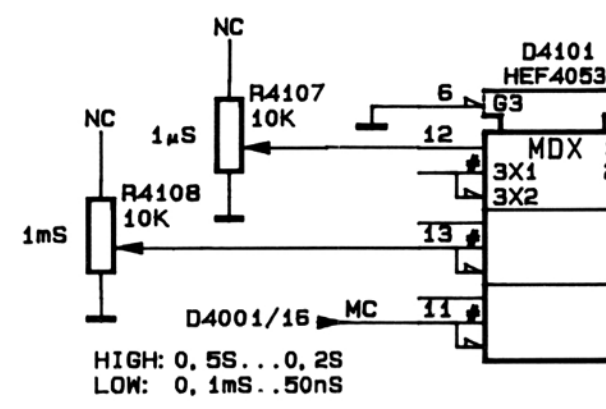 NC
D4101
HEF4053
R4107
10K
1µS
6
G3
NC
12
MDX
#
3X1
3X2
R4108
10K
1mS
13
#
D4001/16
MC
11
#
HIGH: 0,5S...0,2S
LOW: 0,1mS..50nS